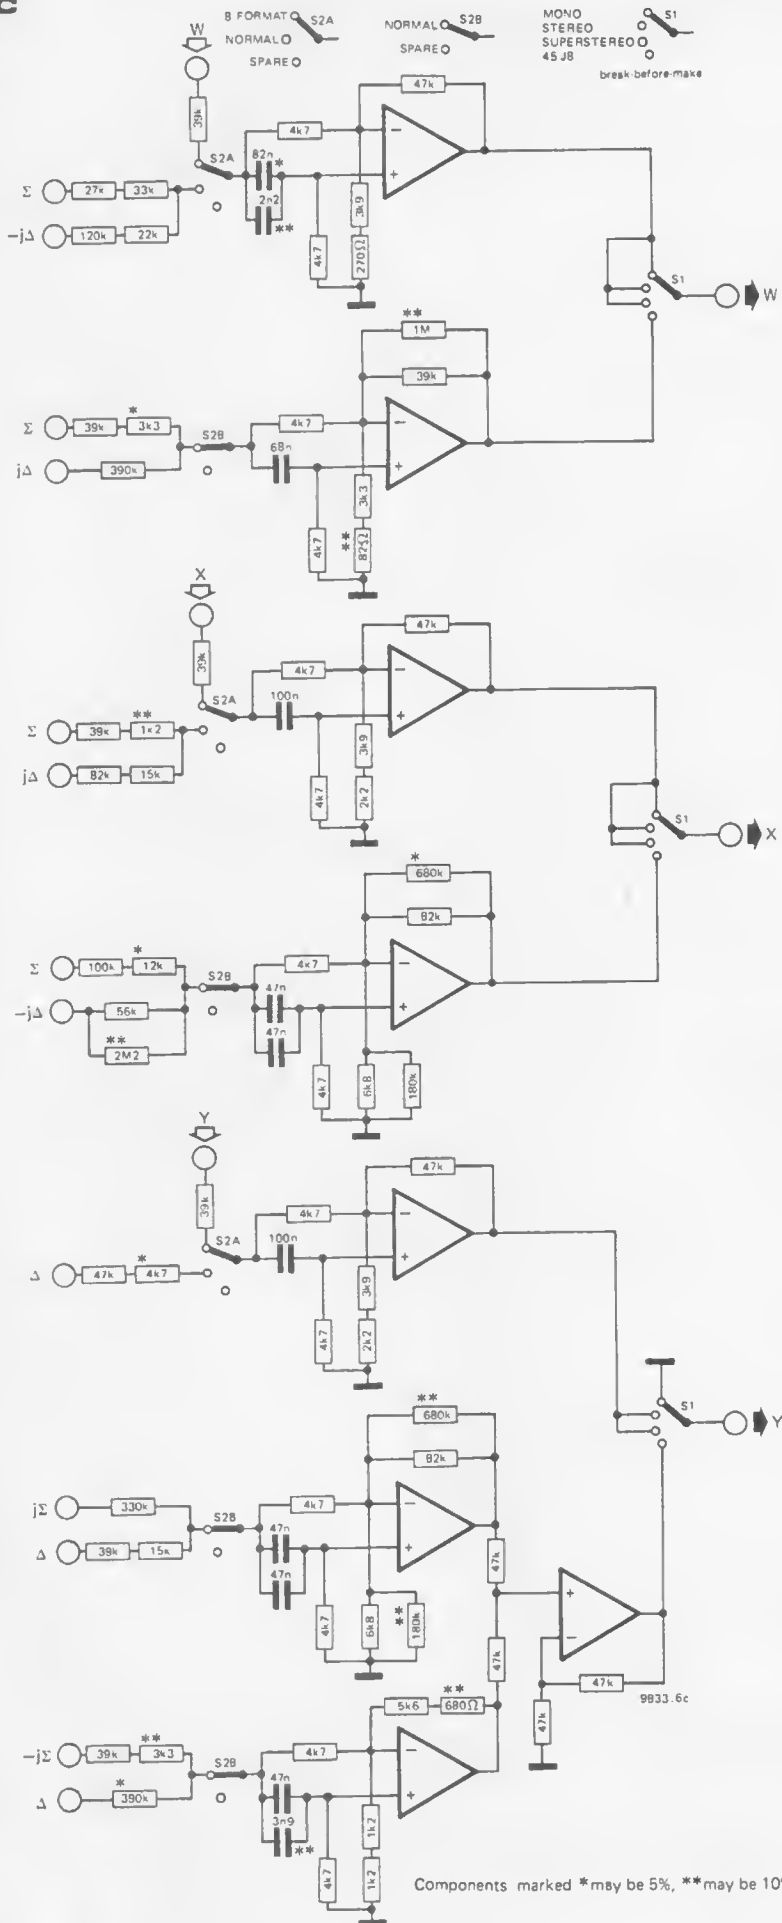 c
B FORMAT
S2A
NORMAL
SPARE
NORMAL
S2B
SPARE
MONO
S1
STEREO
SUPERSTEREO
45J8
break-before-make
W
39k
47k
4k7
S2A
82n
*
2n2
**
Σ
27k
33k
-jΔ
120k
22k
4k7
3k9
270Ω
−
+
S1
W
**
1M
39k
Σ
39k
*
3k3
S2B
4k7
68n
jΔ
390k
4k7
3k3
**
82Ω
−
+
X
39k
47k
4k7
S2A
100n
Σ
39k
**
1k2
jΔ
82k
15k
4k7
3k9
2k2
−
+
S1
X
*
680k
82k
Σ
100k
*
12k
S2B
4k7
47n
47n
-jΔ
56k
**
2M2
4k7
6k8
180k
−
+
Y
39k
47k
4k7
S2A
100n
Δ
47k
*
4k7
4k7
3k9
2k2
−
+
S1
Y
**
680k
82k
jΣ
330k
S2B
4k7
47n
47n
Δ
39k
15k
4k7
6k8
**
180k
−
+
47k
47k
+
−
47k
47k
9833.6c
5k6
**
680Ω
-jΣ
39k
**
3k3
S2B
4k7
47n
3n9
**
Δ
*
390k
4k7
1k2
1k2
−
+
Components marked *may be 5%, **may be 10